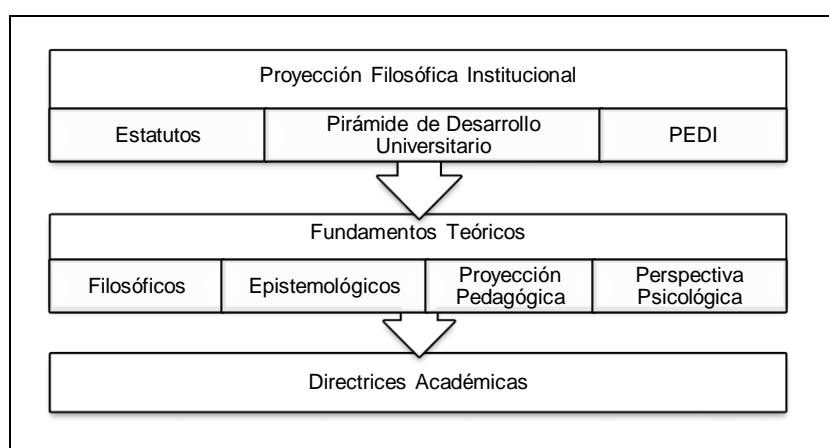 Proyección Filosófica Institucional
Estatutos
Pirámide de Desarrollo
Universitario
PEDI
Fundamentos Teóricos
Filosóficos
Epistemológicos
Proyección
Pedagógica
Perspectiva
Psicológica
Directrices Académicas